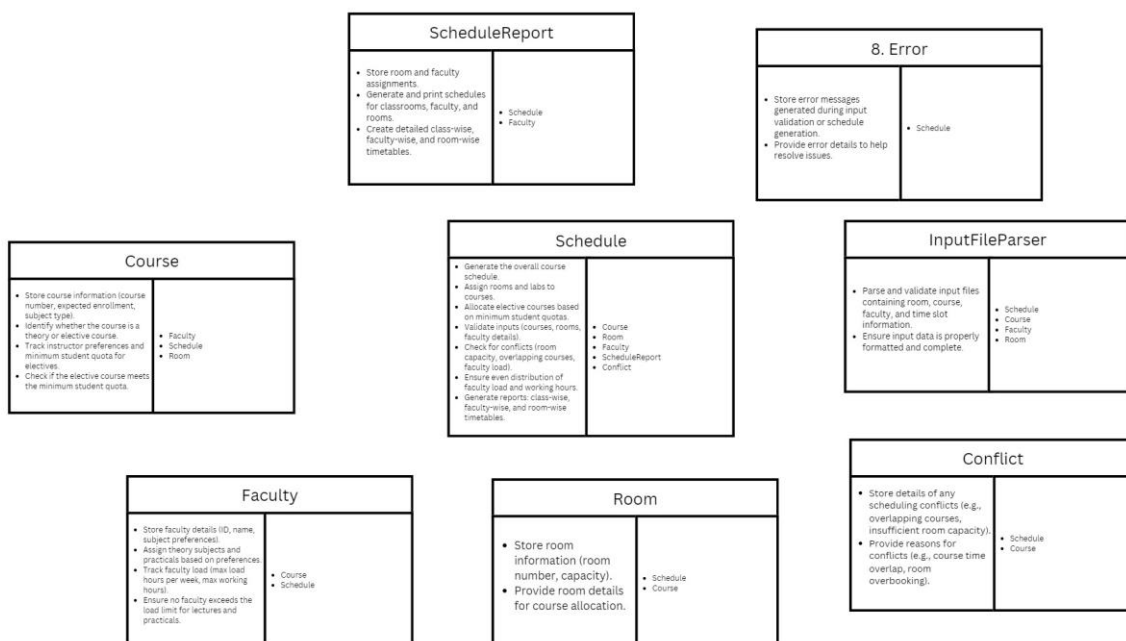 ScheduleReport
• Store room and faculty
assignments.
• Generate and print schedules
for classrooms, faculty, and
rooms.
• Create detailed class-wise,
faculty-wise, and room-wise
timetables.
• Schedule
• Faculty
8. Error
• Store error messages
generated during input
validation or schedule
generation.
• Provide error details to help
resolve issues.
• Schedule
Course
• Store course information (course
number, expected enrollment,
subject type).
• Identify whether the course is a
theory or elective course.
• Track instructor preferences and
minimum student quota for
electives.
• Check if the elective course meets
the minimum student quota.
• Faculty
• Schedule
• Room
Schedule
• Generate the overall course
schedule.
• Assign rooms and labs to
courses.
• Allocate elective courses based
on minimum student quotas.
• Validate inputs (courses, rooms,
faculty details).
• Check for conflicts (room
capacity, overlapping courses,
faculty load).
• Ensure even distribution of
faculty load and working hours.
• Generate reports: class-wise,
faculty-wise, and room-wise
timetables.
• Course
• Room
• Faculty
• ScheduleReport
• Conflict
InputFileParser
• Parse and validate input files
containing room, course,
faculty, and time slot
information.
• Ensure input data is properly
formatted and complete.
• Schedule
• Course
• Faculty
• Room
Faculty
• Store faculty details (ID, name,
subject preferences).
• Assign theory subjects and
practicals based on preferences.
• Track faculty load (max load
hours per week, max working
hours).
• Ensure no faculty exceeds the
load limit for lectures and
practicals.
• Course
• Schedule
Room
• Store room
information (room
number, capacity).
• Provide room details
for course allocation.
• Schedule
• Course
Conflict
• Store details of any
scheduling conflicts (e.g.,
overlapping courses,
insufficient room capacity).
• Provide reasons for
conflicts (e.g., course time
overlap, room
overbooking).
• Schedule
• Course